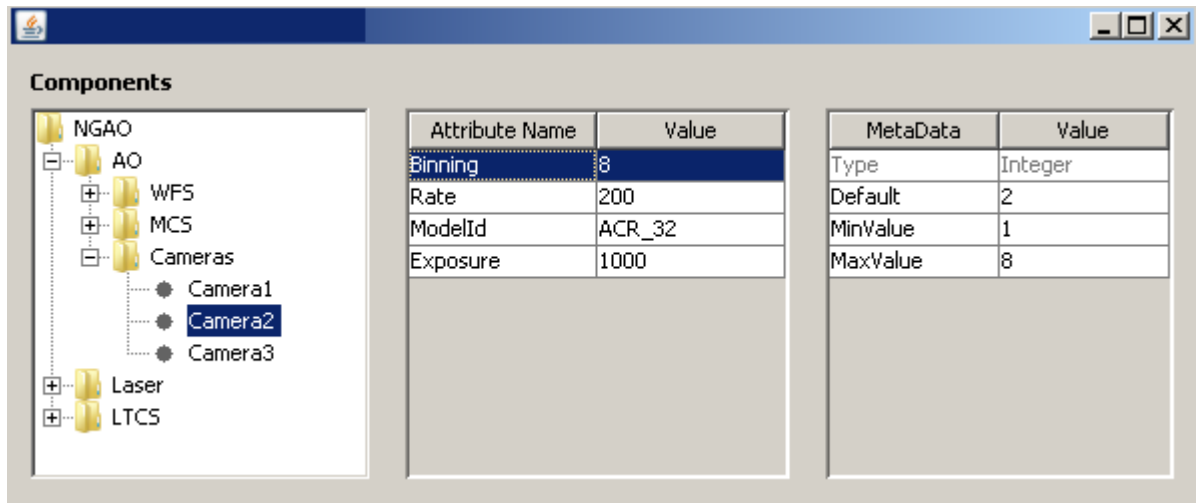 Components
NGAO
AO
WFS
MCS
Cameras
Camera1
Camera2
Camera3
Laser
LTCS
Attribute Name Value
Binning 8
Rate 200
ModelId ACR_32
Exposure 1000
MetaData Value
Type Integer
Default 2
MinValue 1
MaxValue 8